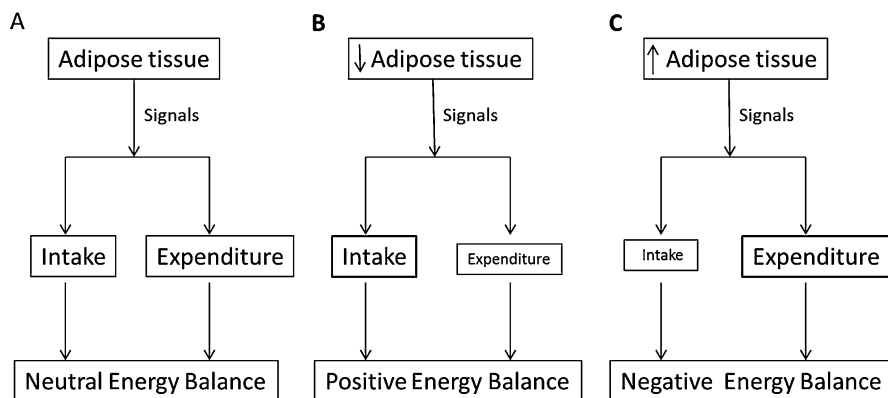 A
Adipose tissue
Signals
Intake
Expenditure
Neutral Energy Balance
B
↓ Adipose tissue
Signals
Intake
Expenditure
Positive Energy Balance
C
↑ Adipose tissue
Signals
Intake
Expenditure
Negative Energy Balance